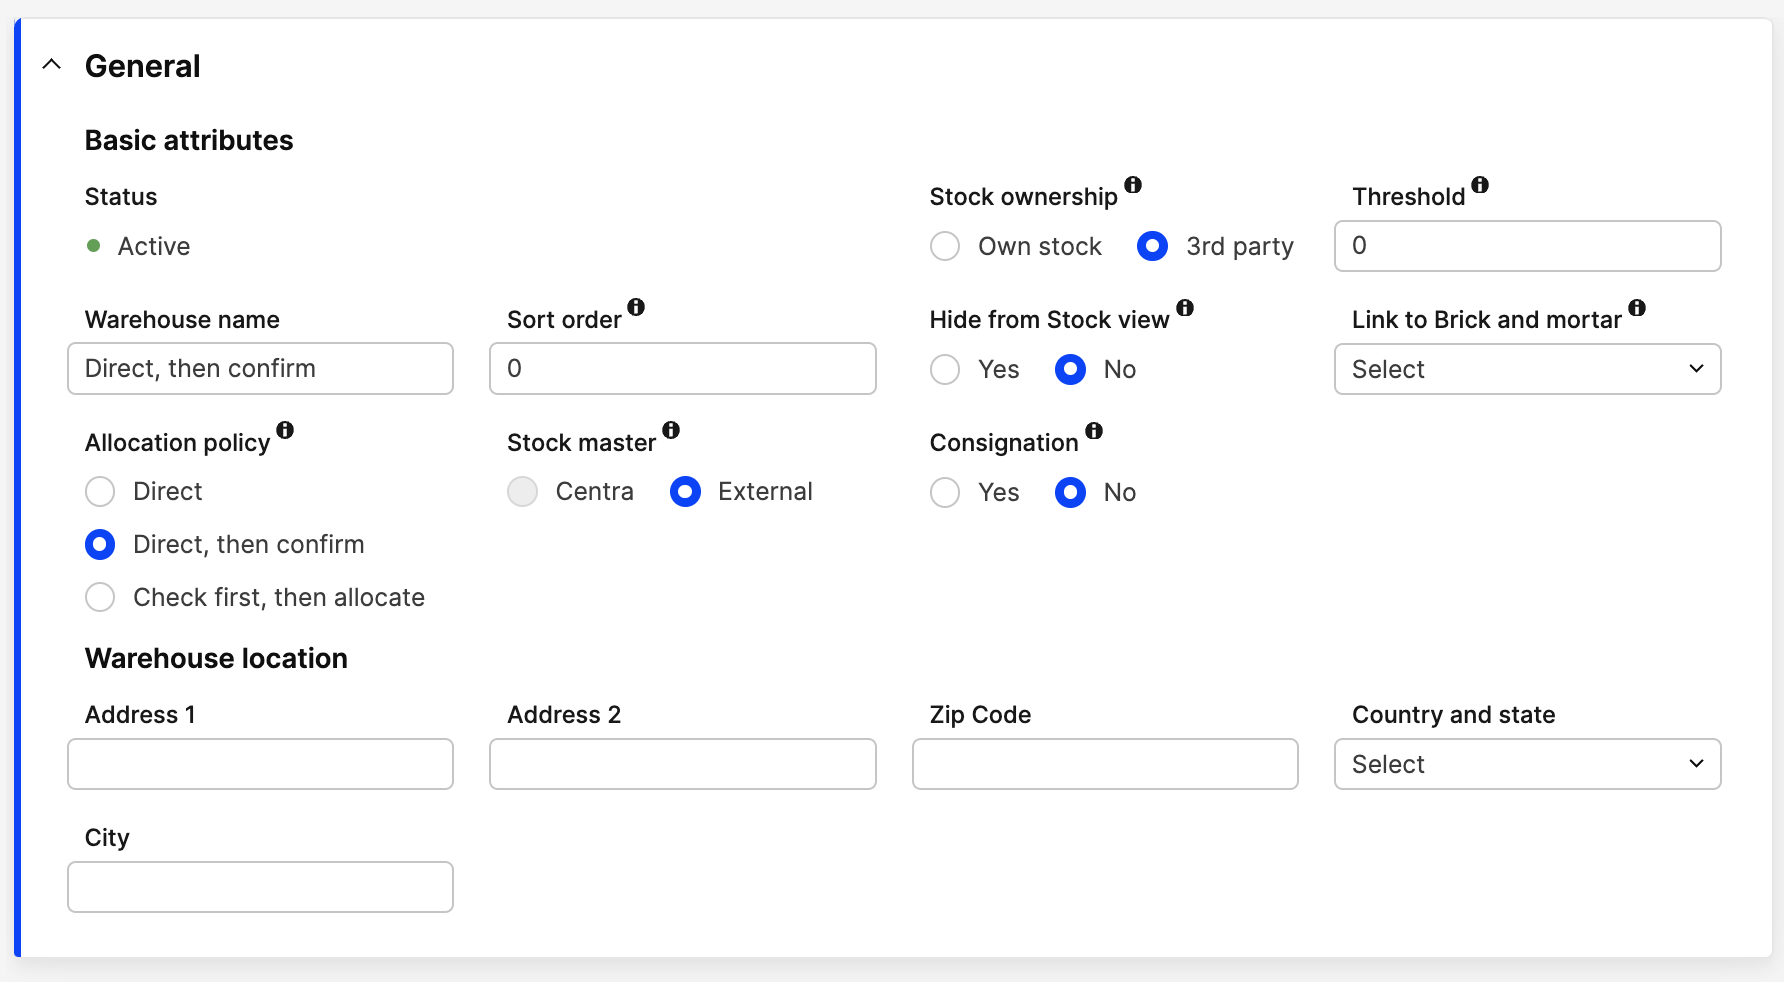 General
Basic attributes
Status
Stock ownership
Threshold
Active
Own stock
3rd party
0
Warehouse name
Sort order
Hide from Stock view
Link to Brick and mortar
Direct, then confirm
0
Yes
No
Select
Allocation policy
Stock master
Consignation
Direct
Centra
External
Yes
No
Direct, then confirm
Check first, then allocate
Warehouse location
Address 1
Address 2
Zip Code
Country and state
Select
City